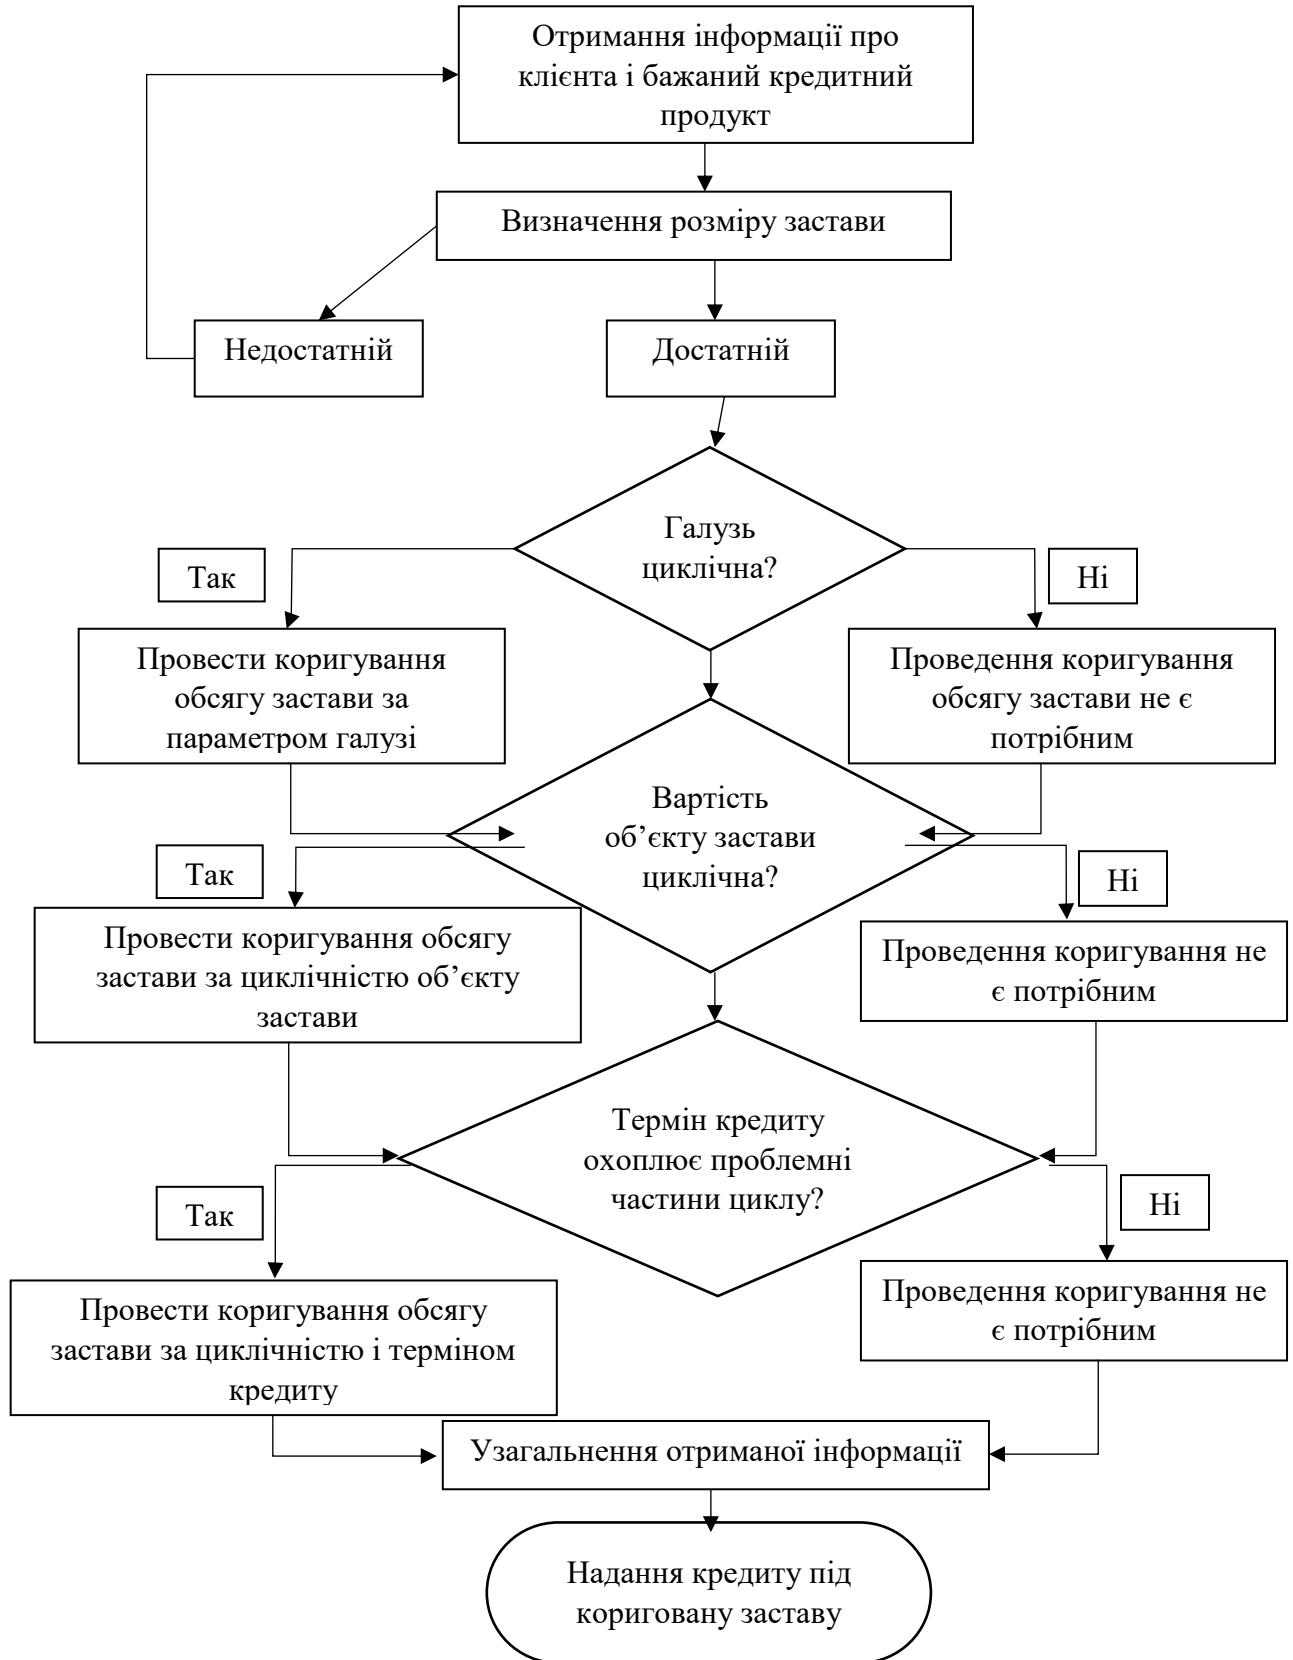 Отримання інформації про
клієнта і бажаний кредитний
продукт
Визначення розміру застави
Недостатній
Достатній
Галузь
циклічна?
Так
Ні
Провести коригування
обсягу застави за
параметром галузі
Проведення коригування
обсягу застави не є
потрібним
Вартість
об’єкту застави
циклічна?
Так
Ні
Провести коригування обсягу
застави за циклічністю об’єкту
застави
Проведення коригування не
є потрібним
Термін кредиту
охоплює проблемні
частини циклу?
Так
Ні
Провести коригування обсягу
застави за циклічністю і терміном
кредиту
Проведення коригування не
є потрібним
Узагальнення отриманої інформації
Надання кредиту під
кориговану заставу